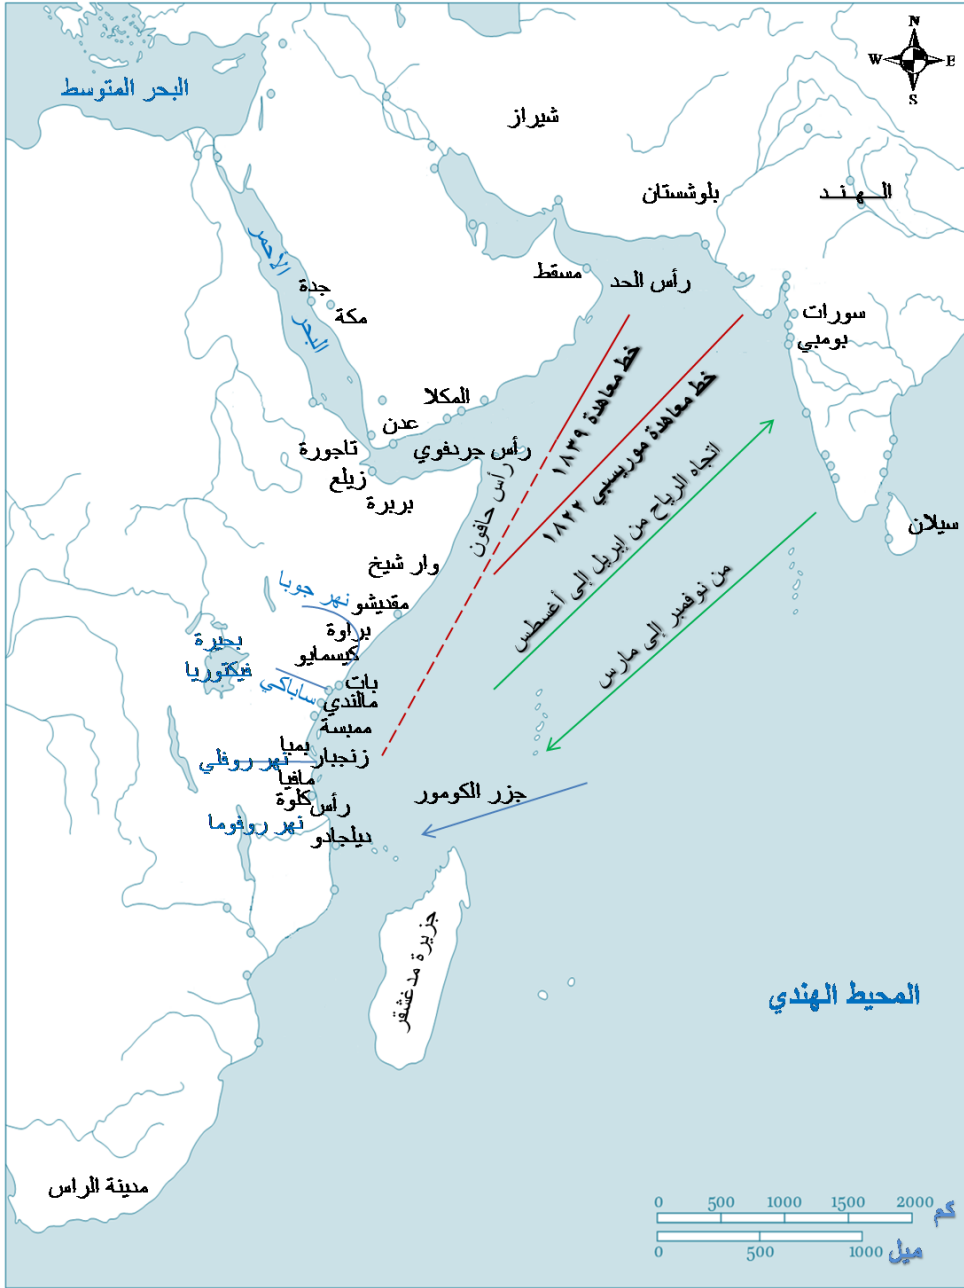 N
W
E
S
البحر المتوسط
شيراز
بلوشستان
الـــهـنــد
الأحمر
البحر
جدة
مكة
مسقط
رأس الحد
سورات
بومبي
المكلا
عدن
تاجورة
رأس جردفوي
زيلع
بربرة
رأس حافون
خط معاهدة ١٨٣٩
خط معاهدة موريسبي ١٨٢٢
اتجاه الرياح من إبريل إلى أغسطس
من نوفمبر إلى مارس
سيلان
وار شيخ
نهر جوبا
مقديشو
براوة
كيسمايو
بحيرة
فيكتوريا
بات
ساباكي
مالندي
ممبسة
بمبا
زنجبار
نهر روفلي
مافيا
كلوة
رأس
ديلجادو
نهر روفوما
جزر الكومور
جزيرة مدغشقر
المحيط الهندي
مدينة الراس
0 500 1000 1500 2000 كم
ميل
0 500 1000